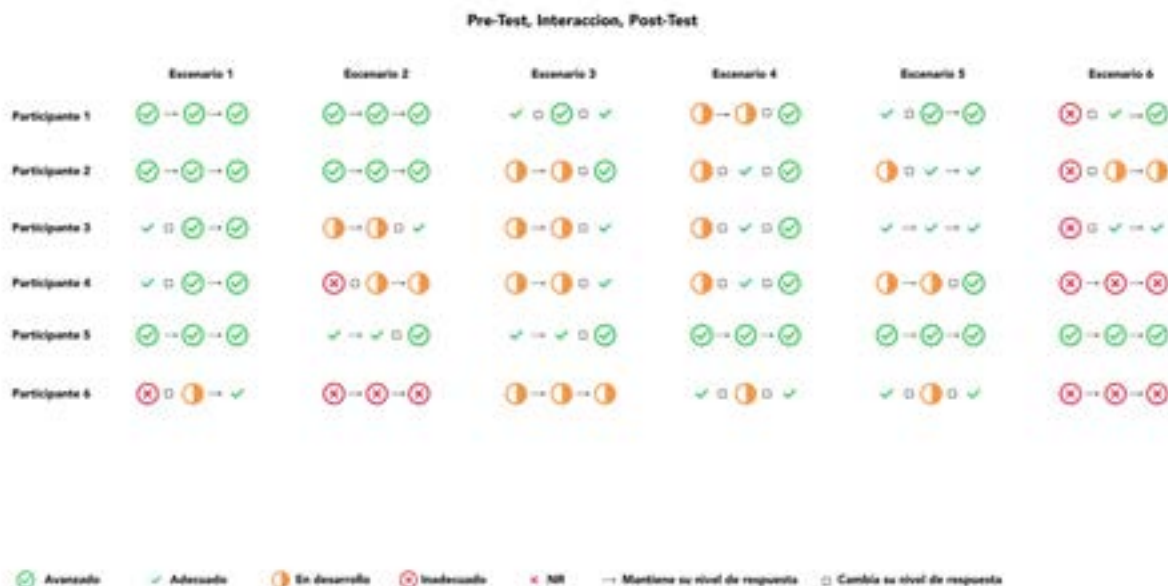 Pre-Test, Interaccion, Post-Test
Escenario 1 Escenario 2 Escenario 3 Escenario 4 Escenario 5 Escenario 6
Participante 1
Participante 2
Participante 3
Participante 4
Participante 5
Participante 6
Avanzado Adecuado En desarrollo Inadecuado NR Mantiene su nivel de respuesta Cambia su nivel de respuesta